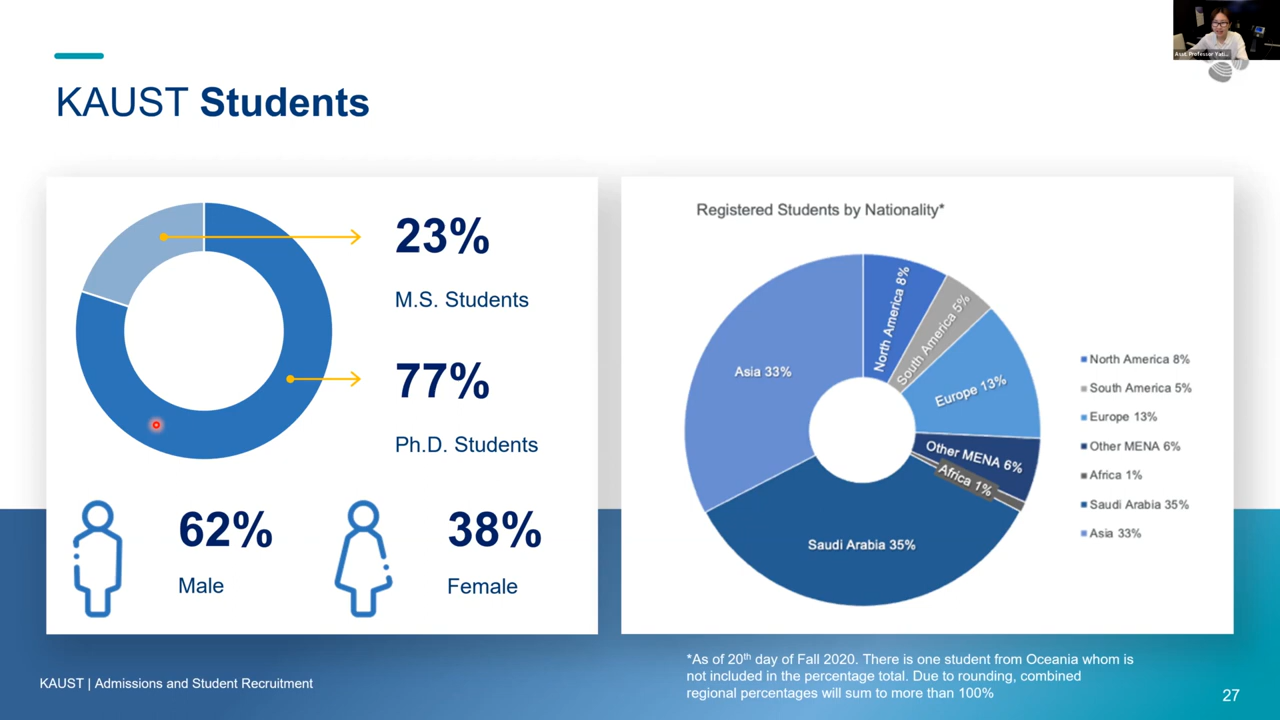 Asst. Professor Yati...
KAUST Students
23%
M.S. Students
77%
Ph.D. Students
62%
Male
38%
Female
Registered Students by Nationality*
North America 8%
South America 5%
Europe 13%
Other MENA 6%
Africa 1%
Saudi Arabia 35%
Asia 33%
North America 8%
South America 5%
Europe 13%
Other MENA 6%
Africa 1%
Saudi Arabia 35%
Asia 33%
*As of 20th day of Fall 2020. There is one student from Oceania whom is
not included in the percentage total. Due to rounding, combined
regional percentages will sum to more than 100%
KAUST | Admissions and Student Recruitment
27